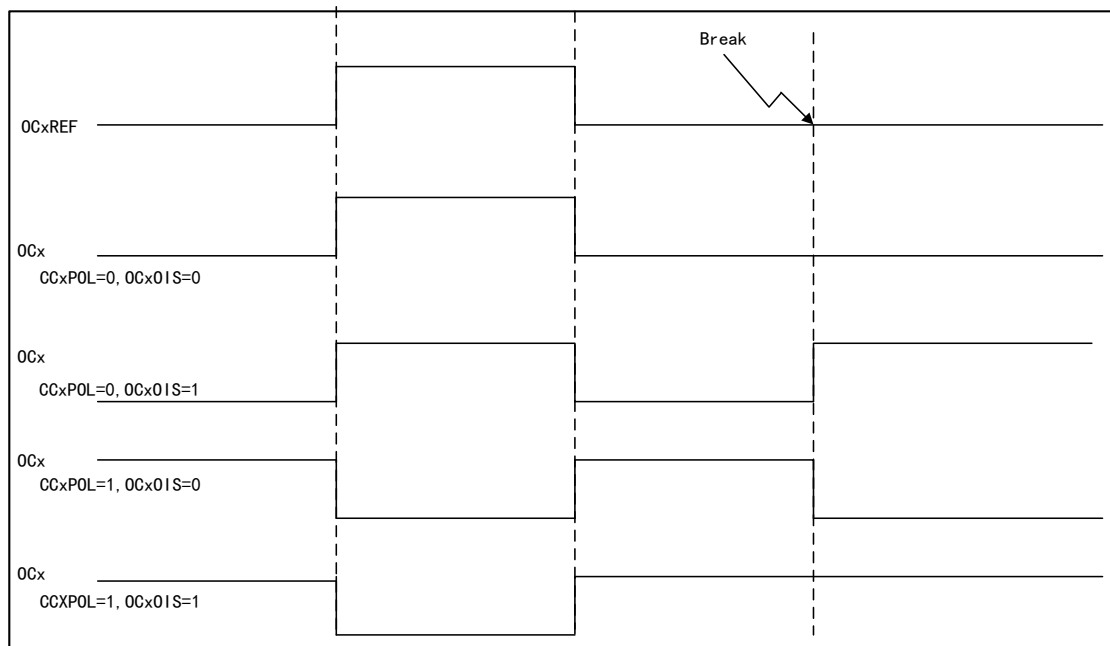 Break
OCxREF
OCx
CCxPOL=0,OCxOIS=0
OCx
CCxPOL=0,OCxOIS=1
OCx
CCxPOL=1,OCxOIS=0
OCx
CCXPOL=1,OCxOIS=1